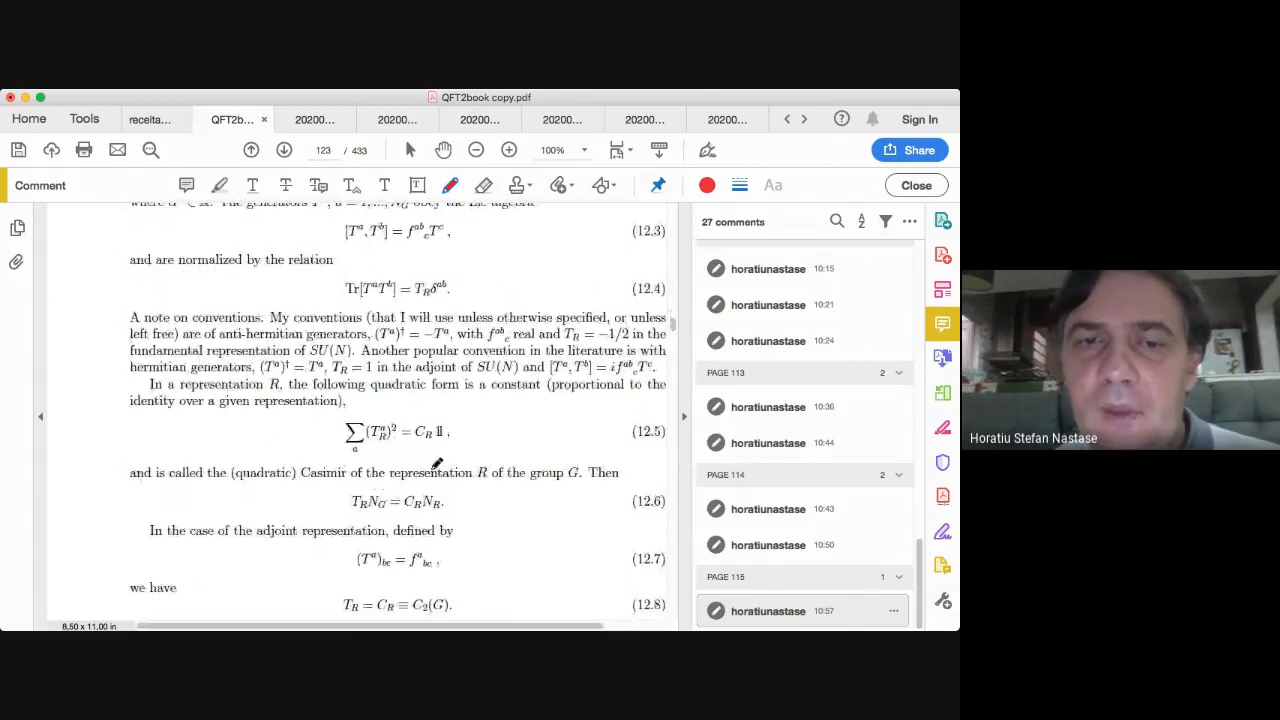 QFT2book copy.pdf
Home Tools receita... QFT2b... × 20200... 20200... 20200... 20200... 20200... 20200... Sign In
123 / 433 100% Share
Comment Aa Close
27 comments
[T^a, T^b] = f^{ab}_c T^c , (12.3)
and are normalized by the relation
Tr[T^a T^b] = T_R δ^{ab}. (12.4)
A note on conventions. My conventions (that I will use unless otherwise specified, or unless
left free) are of anti-hermitian generators, (T^a)† = −T^a, with f^{ab}_c real and T_R = −1/2 in the
fundamental representation of SU(N). Another popular convention in the literature is with
hermitian generators, (T^a)† = T^a, T_R = 1 in the adjoint of SU(N) and [T^a, T^b] = if^{ab}_c T^c.
In a representation R, the following quadratic form is a constant (proportional to the
identity over a given representation),
∑_a (T^a_R)^2 = C_R 𝟙 , (12.5)
and is called the (quadratic) Casimir of the representation R of the group G. Then
T_R N_G = C_R N_R. (12.6)
In the case of the adjoint representation, defined by
(T^a)_{bc} = f^a_{bc} , (12.7)
we have
T_R = C_R ≡ C_2(G). (12.8)
8,50 x 11,00 in
horatiunastase 10:15
horatiunastase 10:21
horatiunastase 10:24
PAGE 113 2
horatiunastase 10:36
horatiunastase 10:44
PAGE 114 2
horatiunastase 10:43
horatiunastase 10:50
PAGE 115 1
horatiunastase 10:57
Horatiu Stefan Nastase